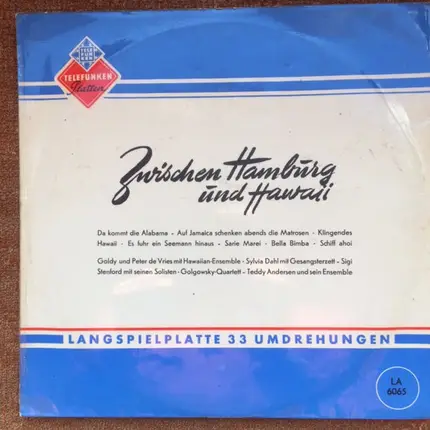 TELE
FUN
KEN
TELEFUNKEN
Platten
Zwischen Hamburg
und Hawaii
Da kommt die Alabama - Auf Jamaica schenken abends die Matrosen - Klingendes
Hawaii - Es fuhr ein Seemann hinaus - Sarie Marei - Bella Bimba - Schiff ahoi
Goldy und Peter de Vries mit Hawaiian-Ensemble - Sylvia Dahl mit Gesangsterzett - Sigi
Stenford mit seinen Solisten - Golgowsky-Quartett - Teddy Andersen und sein Ensemble
LANGSPIELPLATTE 33 UMDREHUNGEN
LA
6065